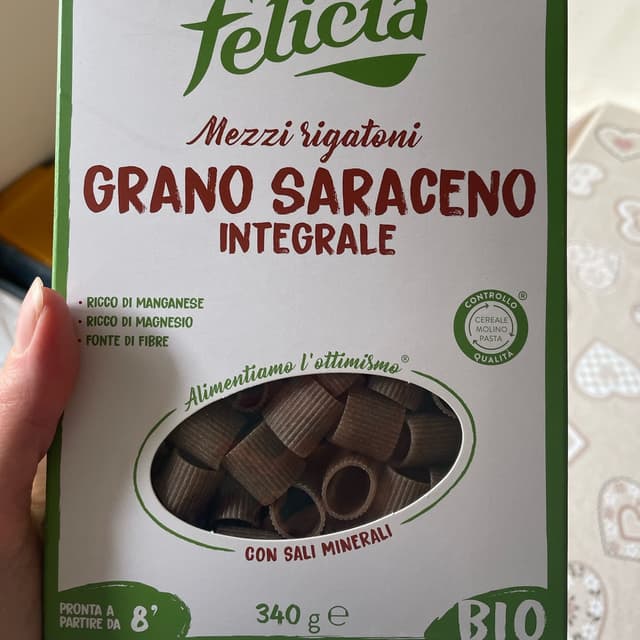 felicia
Mezzi rigatoni
GRANO SARACENO
INTEGRALE
• RICCO DI MANGANESE
• RICCO DI MAGNESIO
• FONTE DI FIBRE
CONTROLLO ®
CEREALE
MOLINO
PASTA
QUALITÀ
Alimentiamo l'ottimismo®
CON SALI MINERALI
PRONTA A
PARTIRE DA 8’
340 g ℮
BIO